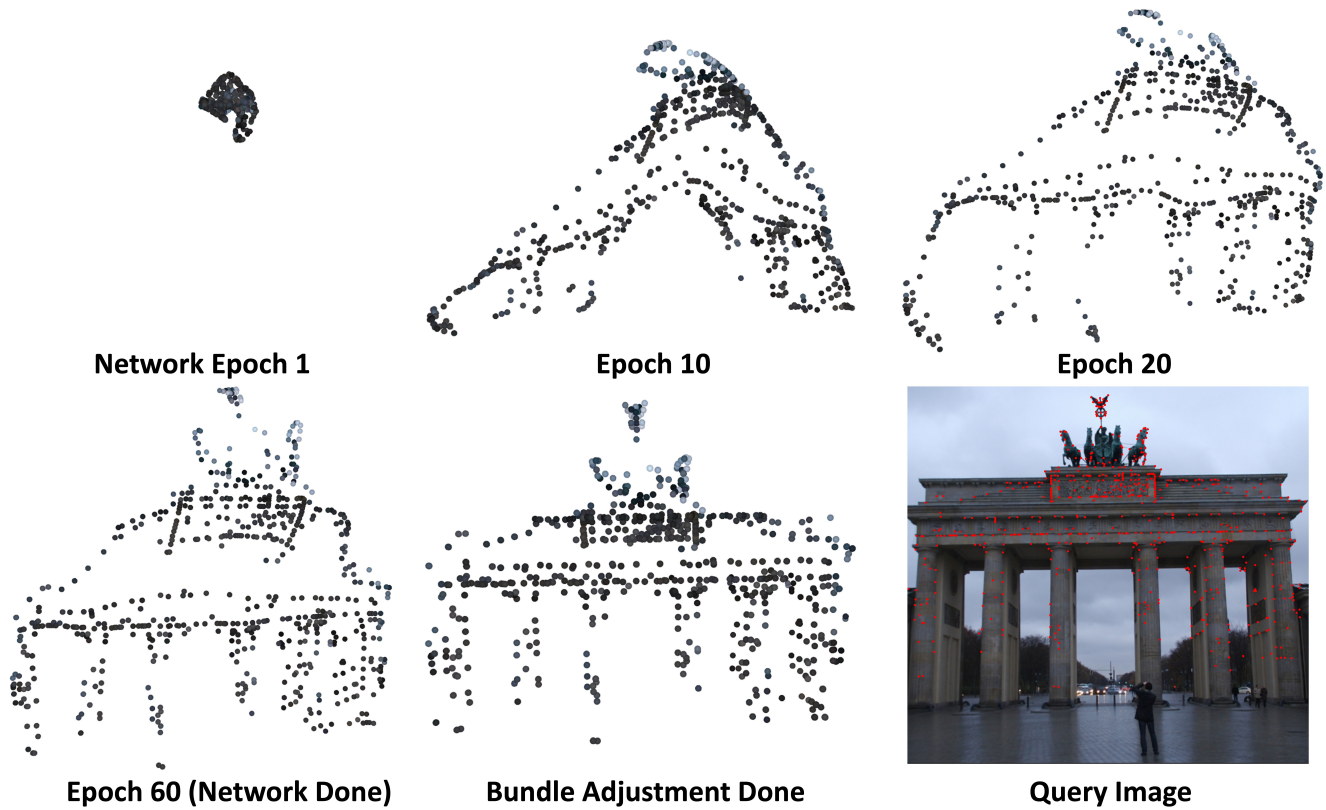 Network Epoch 1
Epoch 10
Epoch 20
Epoch 60 (Network Done)
Bundle Adjustment Done
Query Image